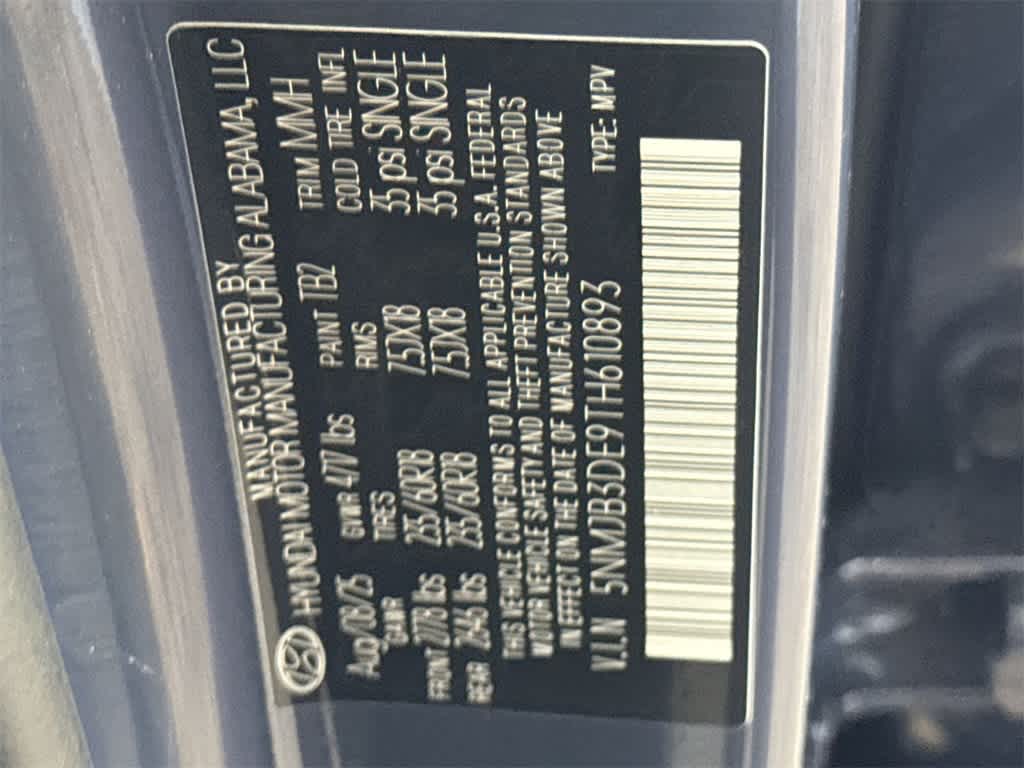 MANUFACTURED BY
HYUNDAI MOTOR MANUFACTURING ALABAMA, LLC
Aug/08/25 GVWR 4777 lbs PAINT TB2 TRIM MMH
GAWR TIRES RIMS COLD TIRE INFL
FRONT 2778 lbs 235/60R18 7.5JX18 35 psi SINGLE
REAR 2645 lbs 235/60R18 7.5JX18 35 psi SINGLE
THIS VEHICLE CONFORMS TO ALL APPLICABLE U.S.A. FEDERAL
MOTOR VEHICLE SAFETY AND THEFT PREVENTION STANDARDS
IN EFFECT ON THE DATE OF MANUFACTURE SHOWN ABOVE
V.I.N 5NMJB3DE9TH610893 TYPE: MPV